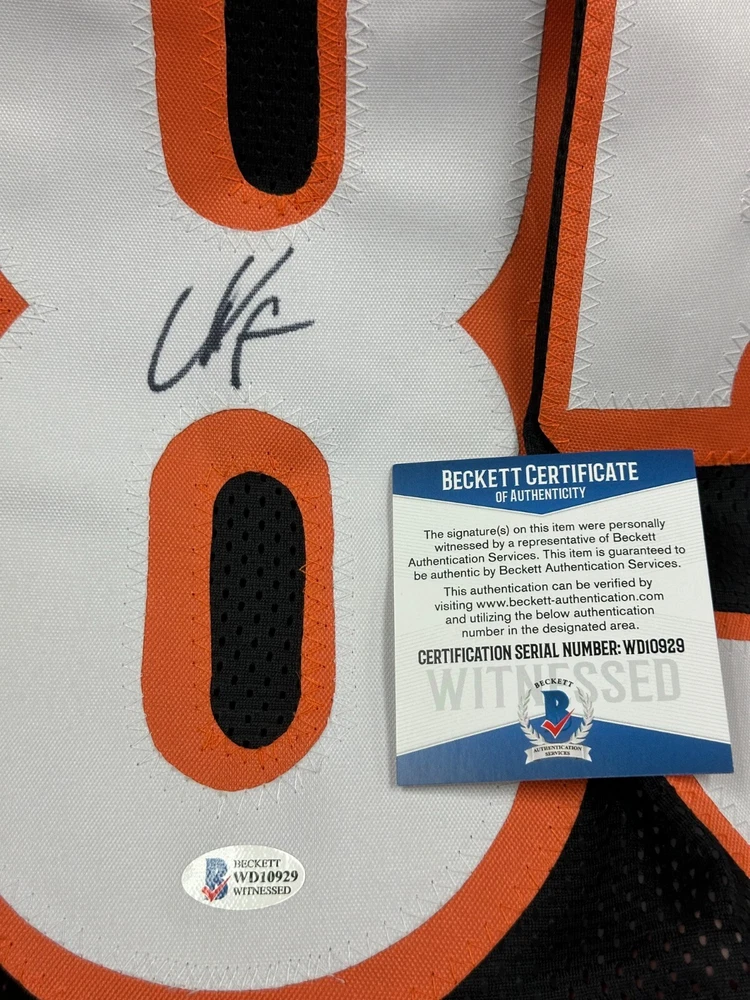 BECKETT CERTIFICATE
OF AUTHENTICITY
The signature(s) on this item were personally
witnessed by a representative of Beckett
Authentication Services. This item is guaranteed to
be authentic by Beckett Authentication Services.
This authentication can be verified by
visiting www.beckett-authentication.com
and utilizing the below authentication
number in the designated area.
CERTIFICATION SERIAL NUMBER: WD10929
WITNESSED
BECKETT
B
AUTHENTICATION
SERVICES
B
BECKETT
WD10929
WITNESSED